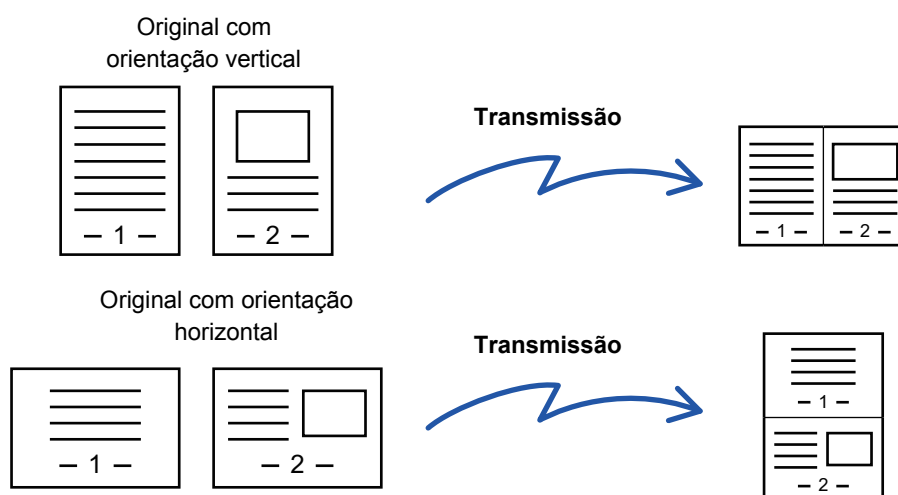 Original com
orientação vertical
– 1 –
– 2 –
Transmissão
– 1 –
– 2 –
Original com orientação
horizontal
– 1 –
– 2 –
Transmissão
– 1 –
– 2 –